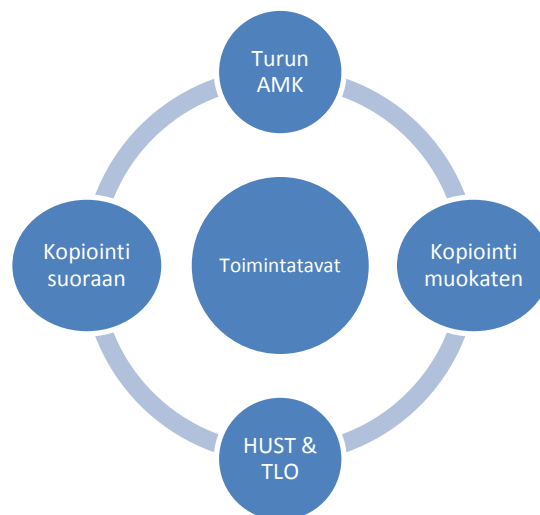 Turun
AMK
Kopiointi
suoraan
Toimintatavat
Kopiointi
muokaten
HUST &
TLO